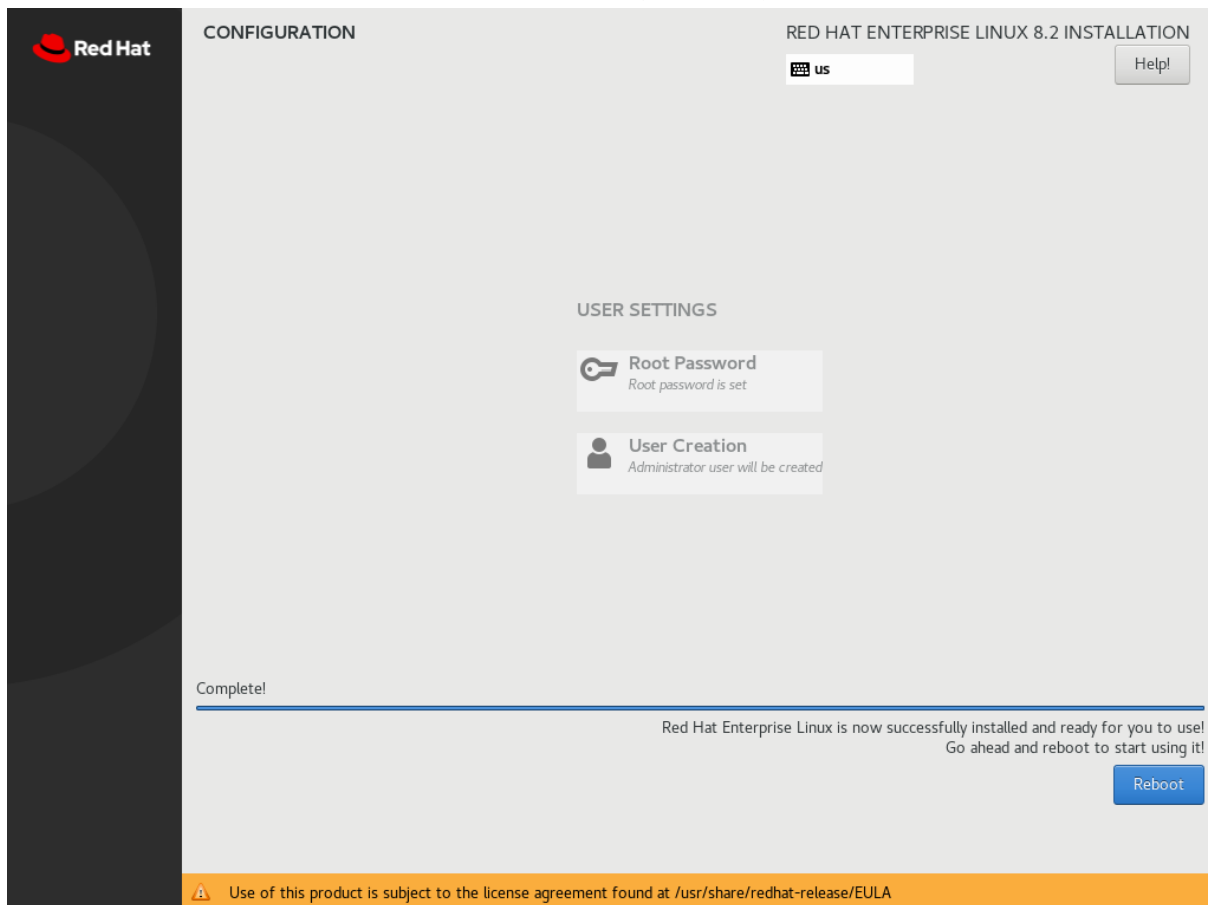 Red Hat
CONFIGURATION
RED HAT ENTERPRISE LINUX 8.2 INSTALLATION
us
Help!
USER SETTINGS
Root Password
Root password is set
User Creation
Administrator user will be created
Complete!
Red Hat Enterprise Linux is now successfully installed and ready for you to use!
Go ahead and reboot to start using it!
Reboot
Use of this product is subject to the license agreement found at /usr/share/redhat-release/EULA